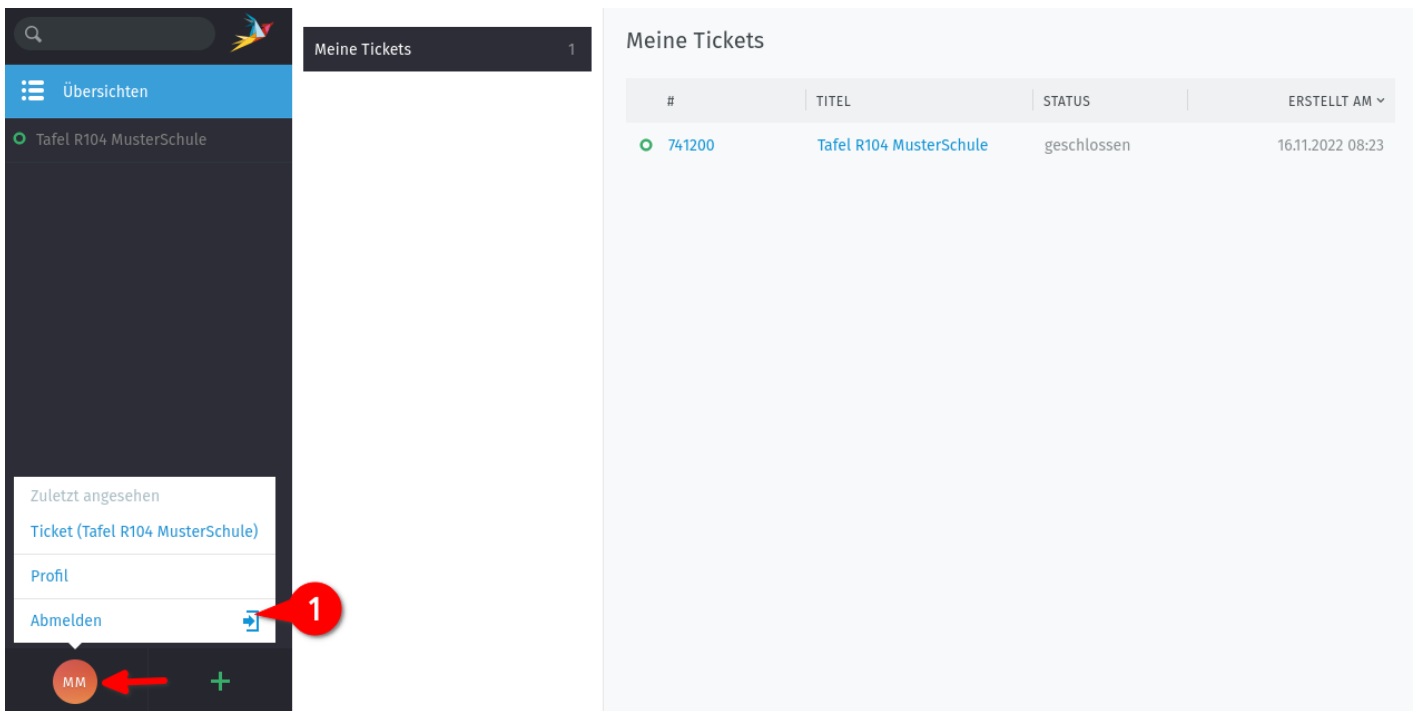 Übersichten
Tafel R104 MusterSchule
Zuletzt angesehen
Ticket (Tafel R104 MusterSchule)
Profil
Abmelden
1
MM
Meine Tickets 1
Meine Tickets
# TITEL STATUS ERSTELLT AM
741200 Tafel R104 MusterSchule geschlossen 16.11.2022 08:23